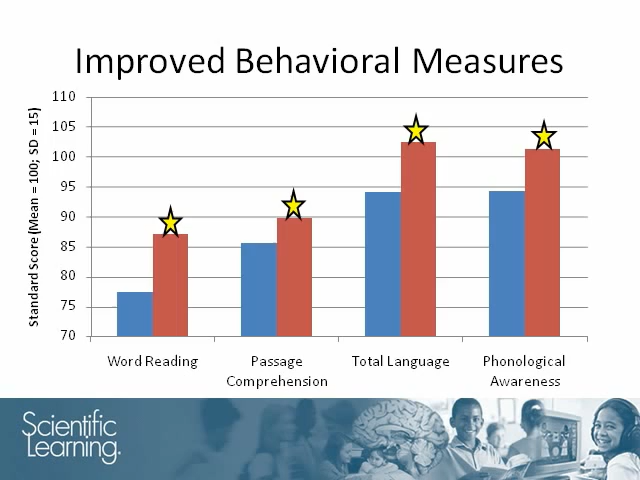 Improved Behavioral Measures
Standard Score (Mean = 100; SD = 15)
110
105
100
95
90
85
80
75
70
Word Reading
Passage
Comprehension
Total Language
Phonological
Awareness
Scientific
Learning.